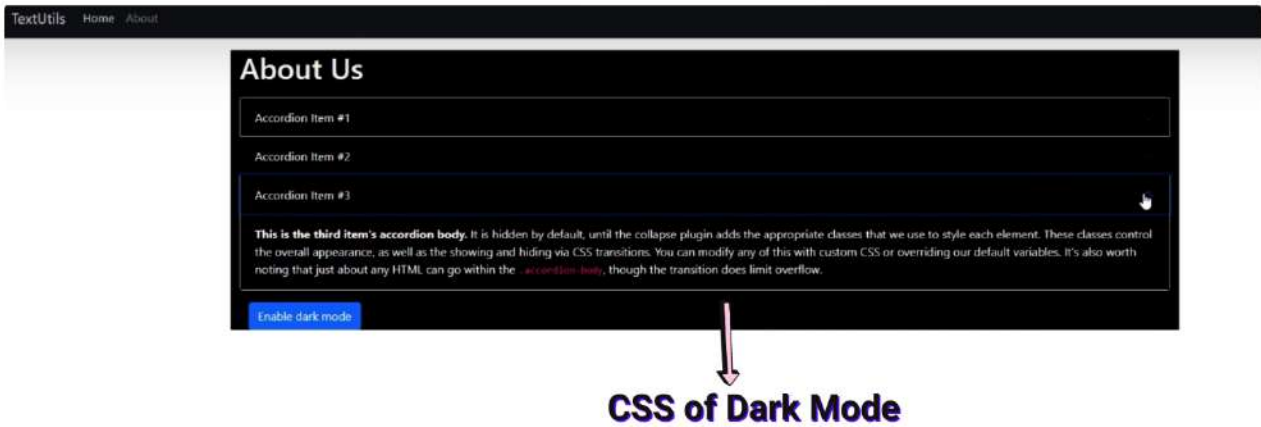 TextUtils Home About
About Us
Accordion Item #1
Accordion Item #2
Accordion Item #3
This is the third item's accordion body. It is hidden by default, until the collapse plugin adds the appropriate classes that we use to style each element. These classes control
the overall appearance, as well as the showing and hiding via CSS transitions. You can modify any of this with custom CSS or overriding our default variables. It's also worth
noting that just about any HTML can go within the .accordion-body, though the transition does limit overflow.
Enable dark mode
CSS of Dark Mode